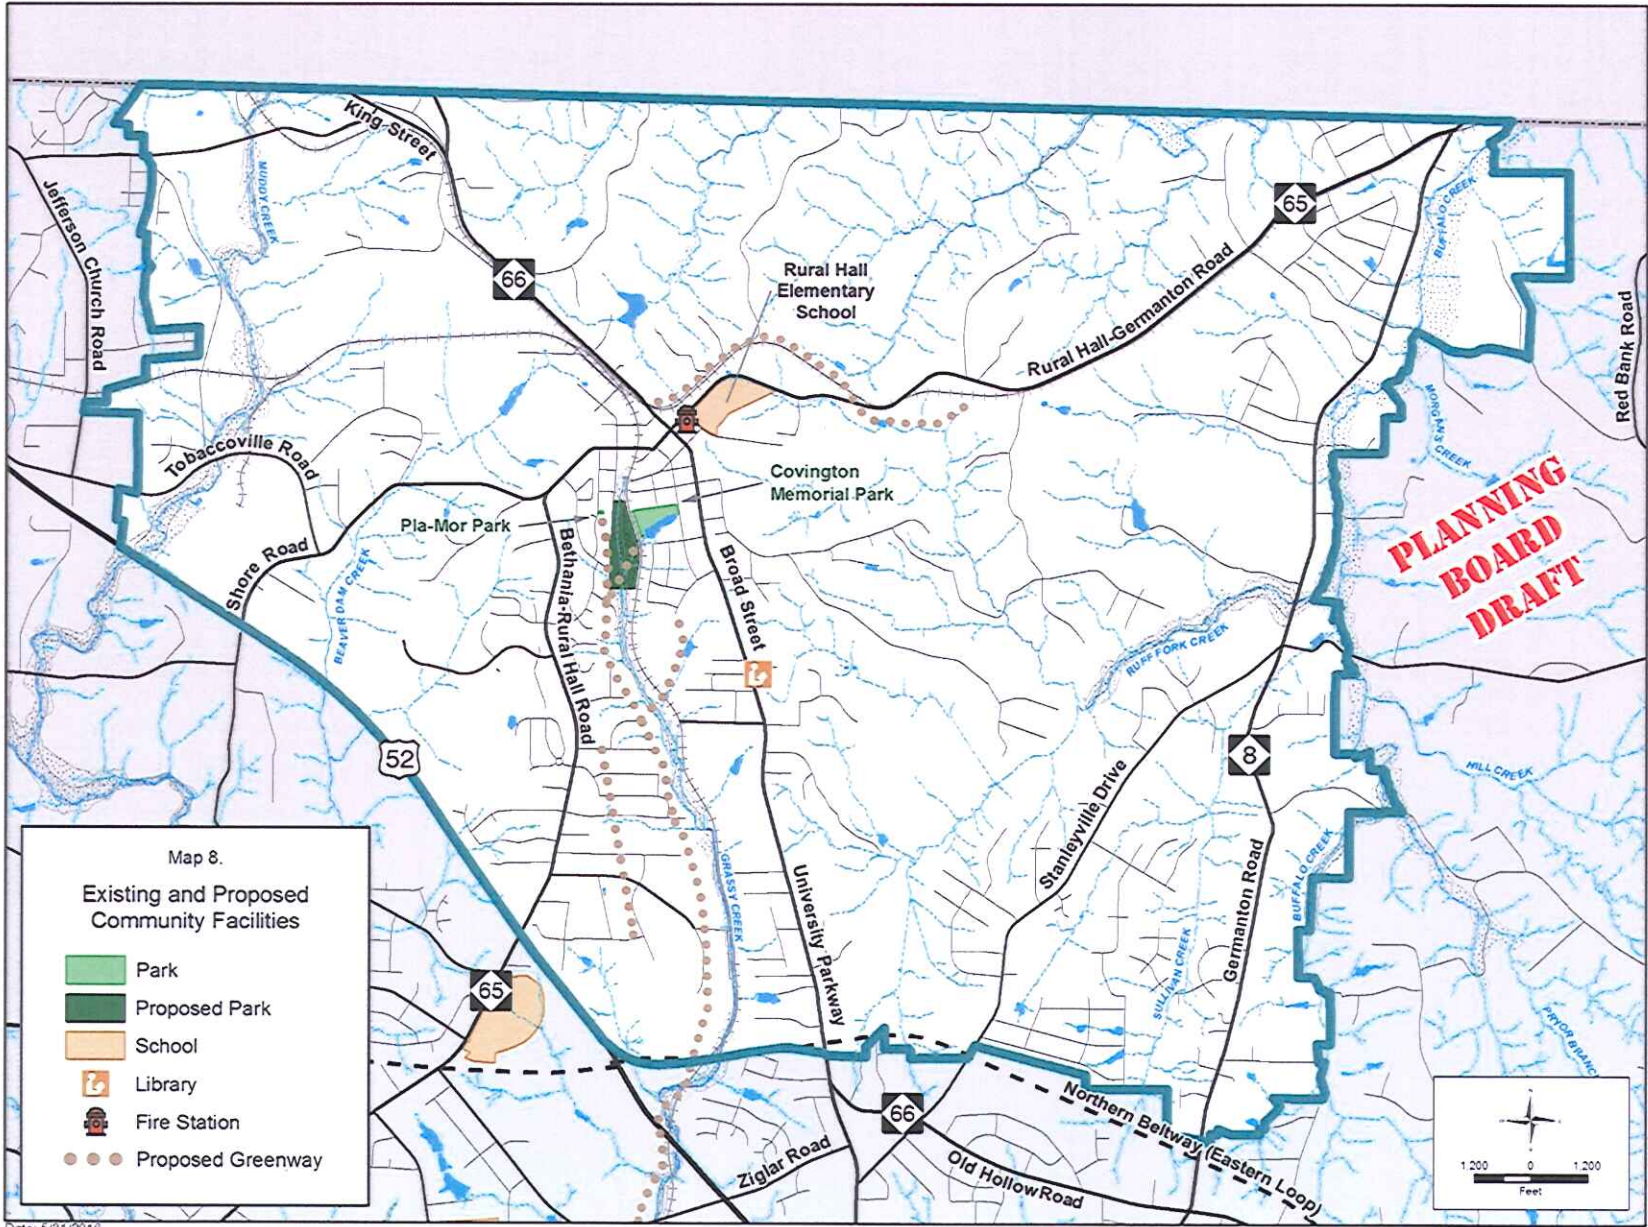 King Street
Jefferson Church Road
MUDDY CREEK
66
65
Rural Hall
Elementary
School
Rural Hall-Germanton Road
BUFFALO CREEK
Red Bank Road
MORGANS CREEK
Tobaccoville Road
Covington
Memorial Park
Pla-Mor Park
PLANNING
BOARD
DRAFT
Shore Road
BEAVER DAM CREEK
Bethania-Rural Hall Road
Broad Street
RUFF FORK CREEK
52
8
HILL CREEK
Stanleyville Drive
GRASSY CREEK
University Parkway
Germanton Road
BUFFALO CREEK
SULLIVAN CREEK
65
66
Ziglar Road
Old Hollow Road
Northern Beltway (Eastern Loop)
Map 8.
Existing and Proposed
Community Facilities
Park
Proposed Park
School
Library
Fire Station
Proposed Greenway
1,200 0 1,200
Feet